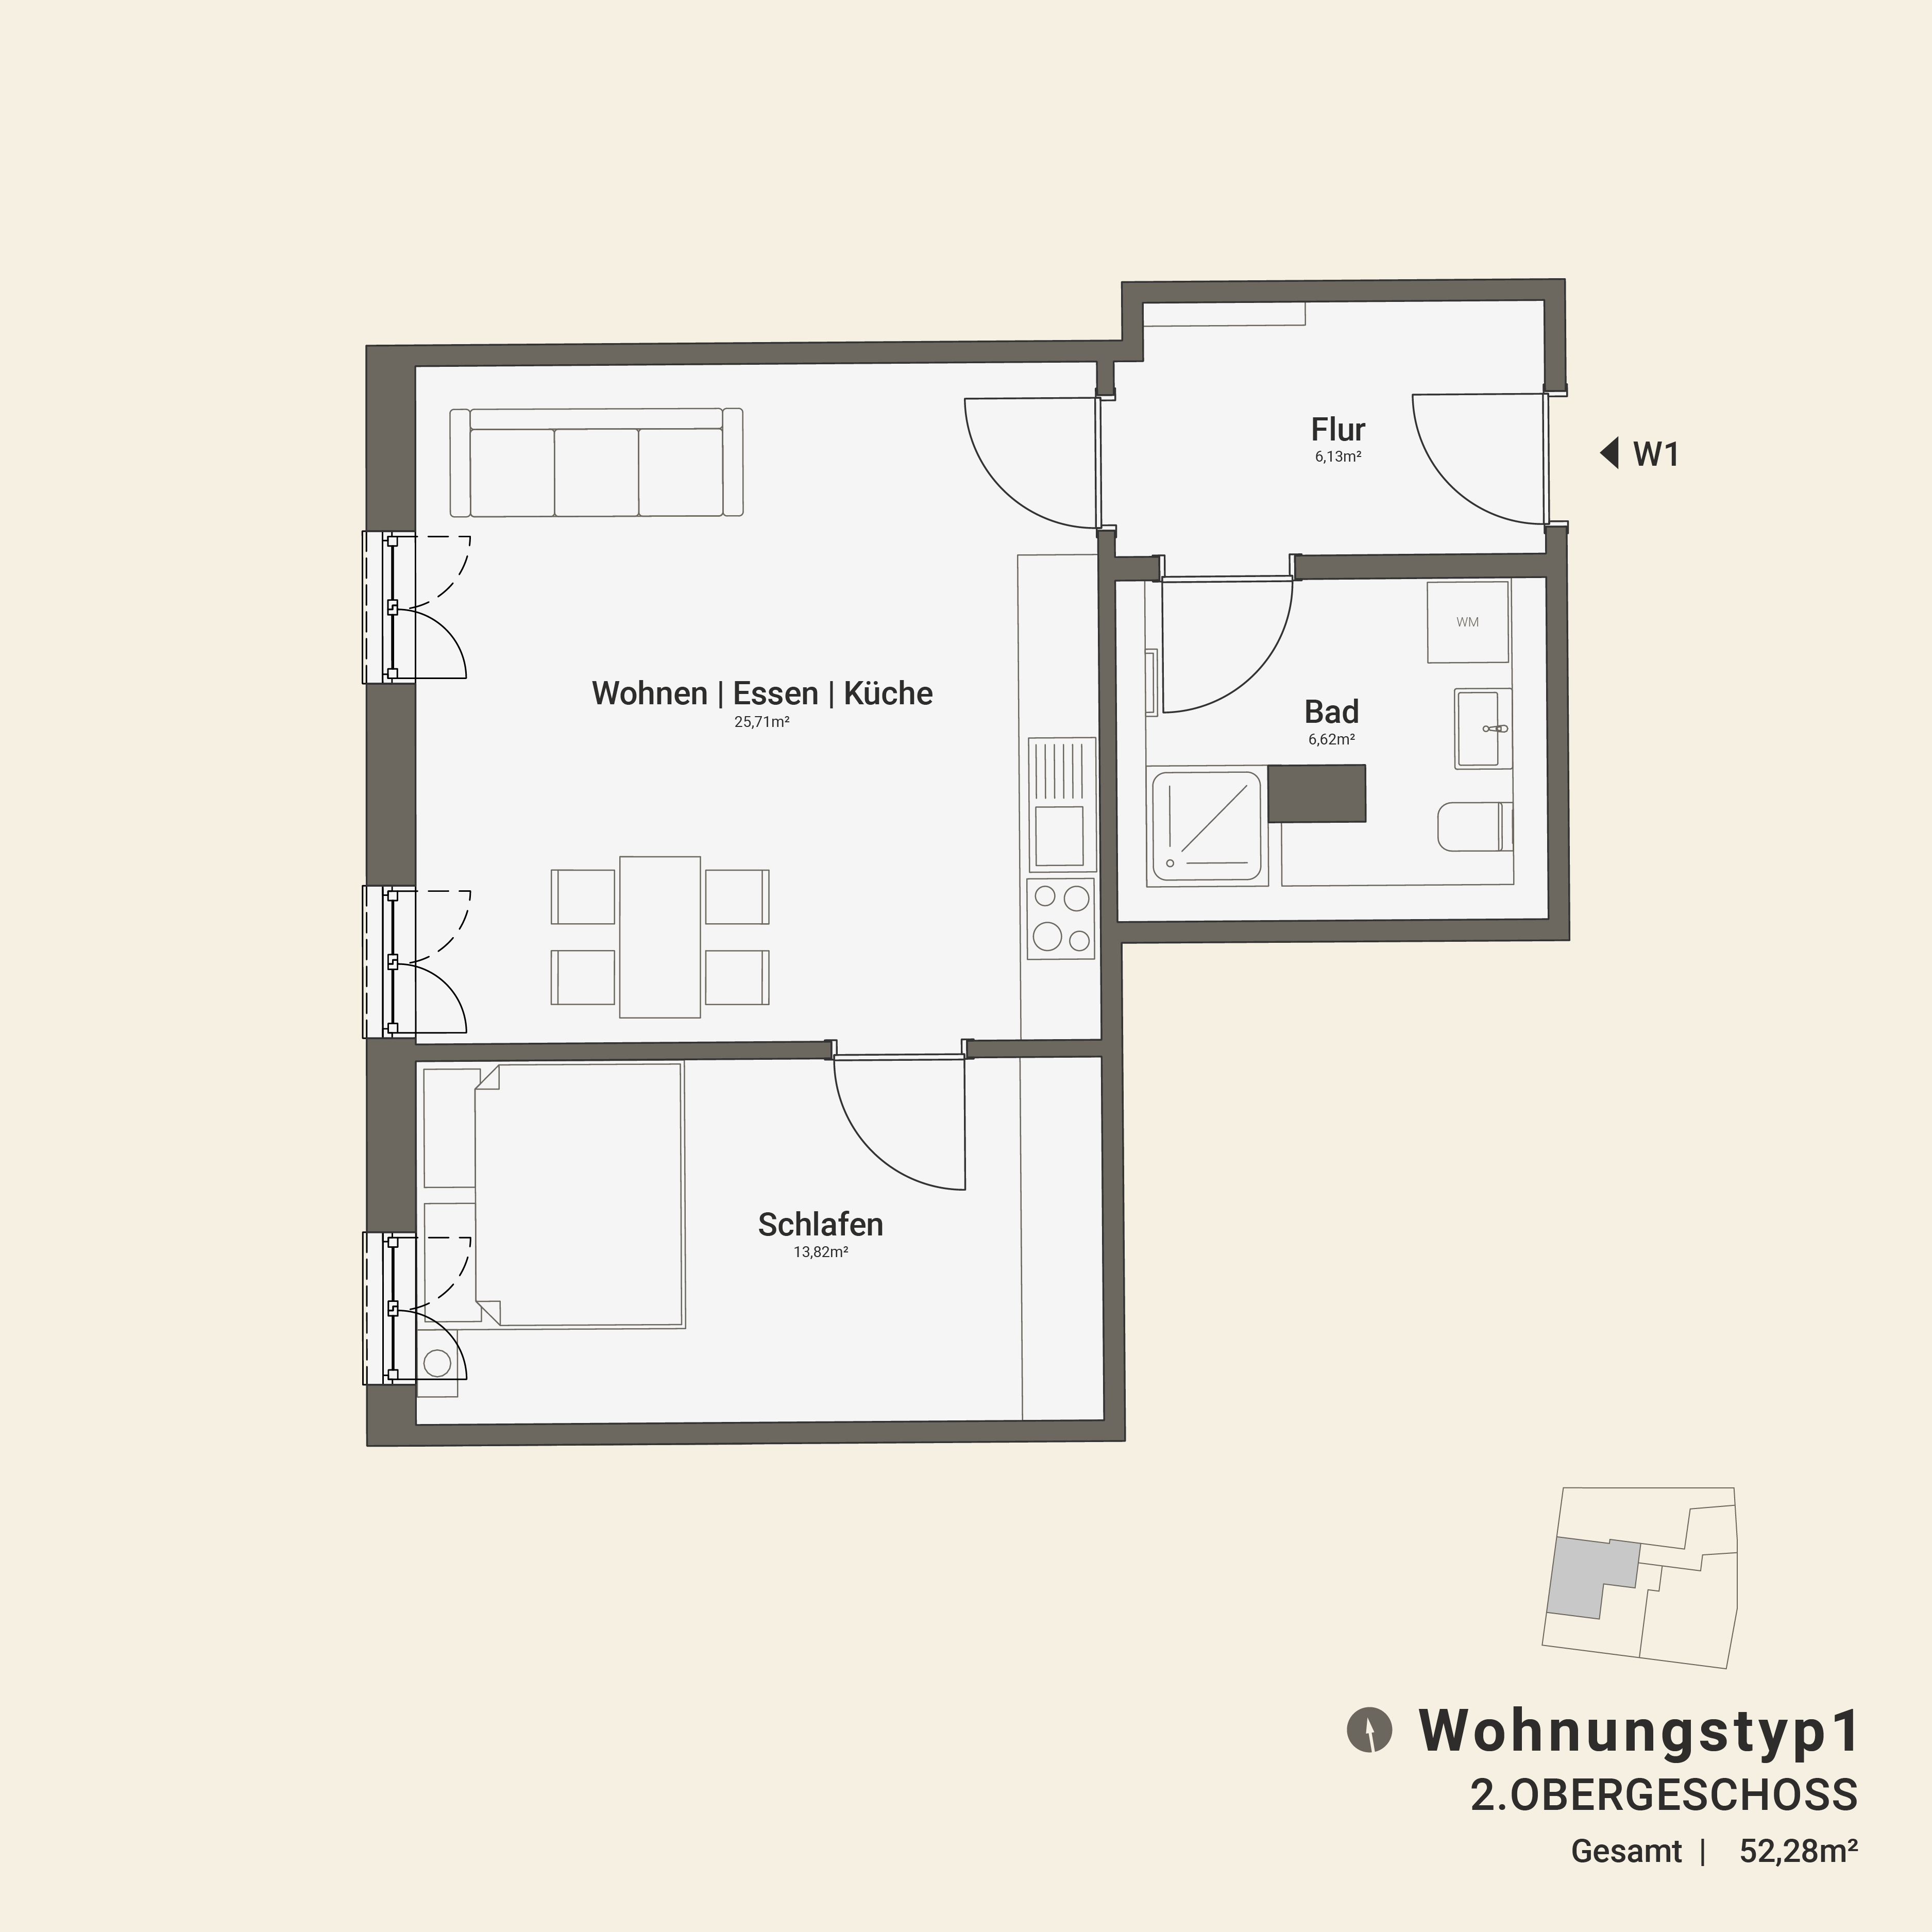 Flur
6,13m²
W1
WM
Wohnen | Essen | Küche
25,71m²
Bad
6,62m²
Schlafen
13,82m²
Wohnungstyp1
2.OBERGESCHOSS
Gesamt | 52,28m²